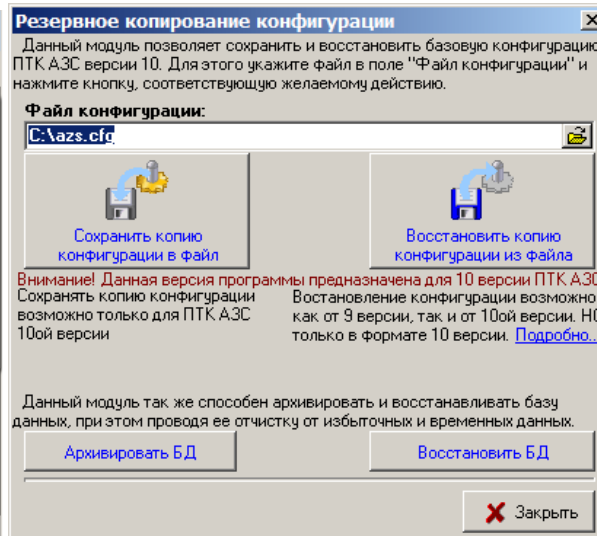 Резервное копирование конфигурации
Данный модуль позволяет сохранить и восстановить базовую конфигурацию
ПТК АЗС версии 10. Для этого укажите файл в поле "Файл конфигурации" и
нажмите кнопку, соответствующую желаемому действию.
Файл конфигурации:
C:\azs.cfg
Сохранить копию
конфигурации в файл
Восстановить копию
конфигурации из файла
Внимание! Данная версия программы предназначена для 10 версии ПТК АЗС
Сохранять копию конфигурации
возможно только для ПТК АЗС
10ой версии
Востановление конфигурации возможно
как от 9 версии, так и от 10ой версии. НО
только в формате 10 версии. Подробно...
Данный модуль так же способен архивировать и восстанавливать базу
данных, при этом проводя ее отчистку от избыточных и временных данных.
Архивировать БД
Восстановить БД
Закрыть